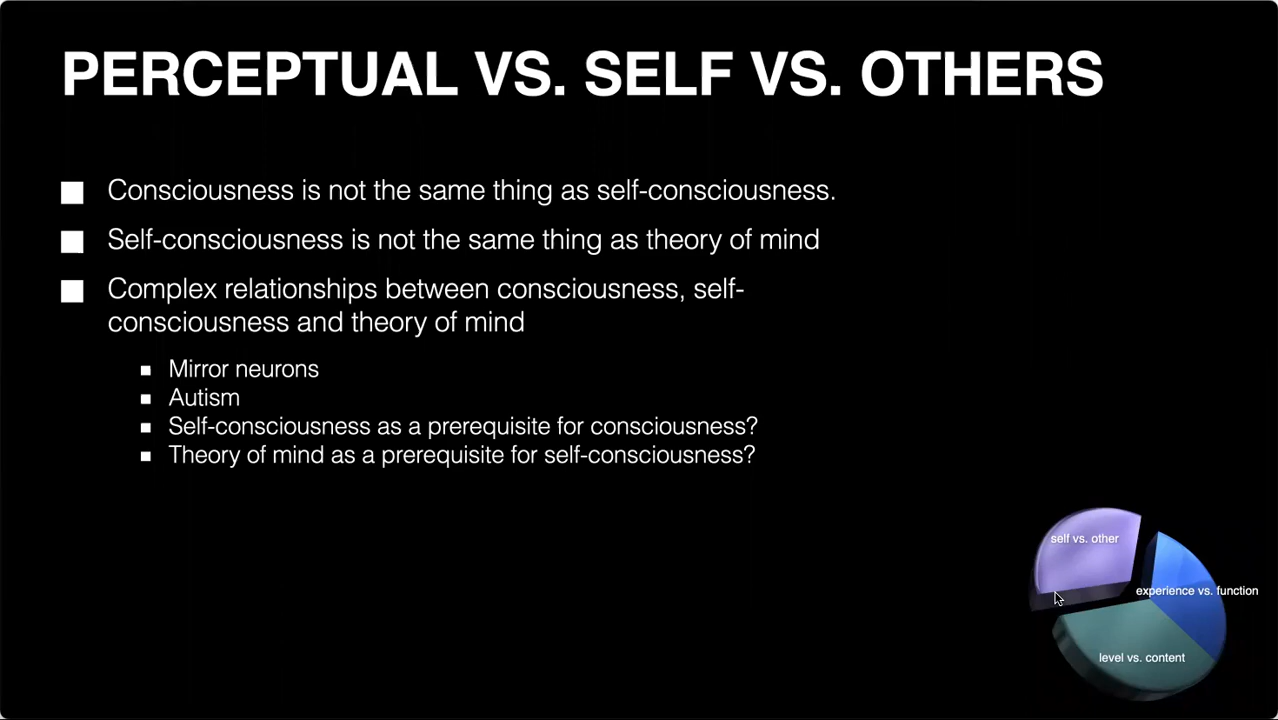 PERCEPTUAL VS. SELF VS. OTHERS
Consciousness is not the same thing as self-consciousness.
Self-consciousness is not the same thing as theory of mind
Complex relationships between consciousness, self-
consciousness and theory of mind
Mirror neurons
Autism
Self-consciousness as a prerequisite for consciousness?
Theory of mind as a prerequisite for self-consciousness?
self vs. other
experience vs. function
level vs. content